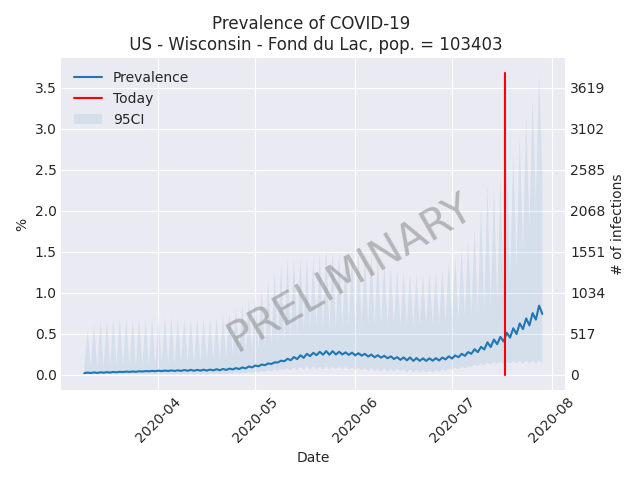 Prevalence of COVID-19
US - Wisconsin - Fond du Lac, pop. = 103403
Prevalence
Today
95CI
PRELIMINARY
%
3.5
3.0
2.5
2.0
1.5
1.0
0.5
0.0
3619
3102
2585
2068
1551
1034
517
0
# of infections
2020-04
2020-05
2020-06
2020-07
2020-08
Date